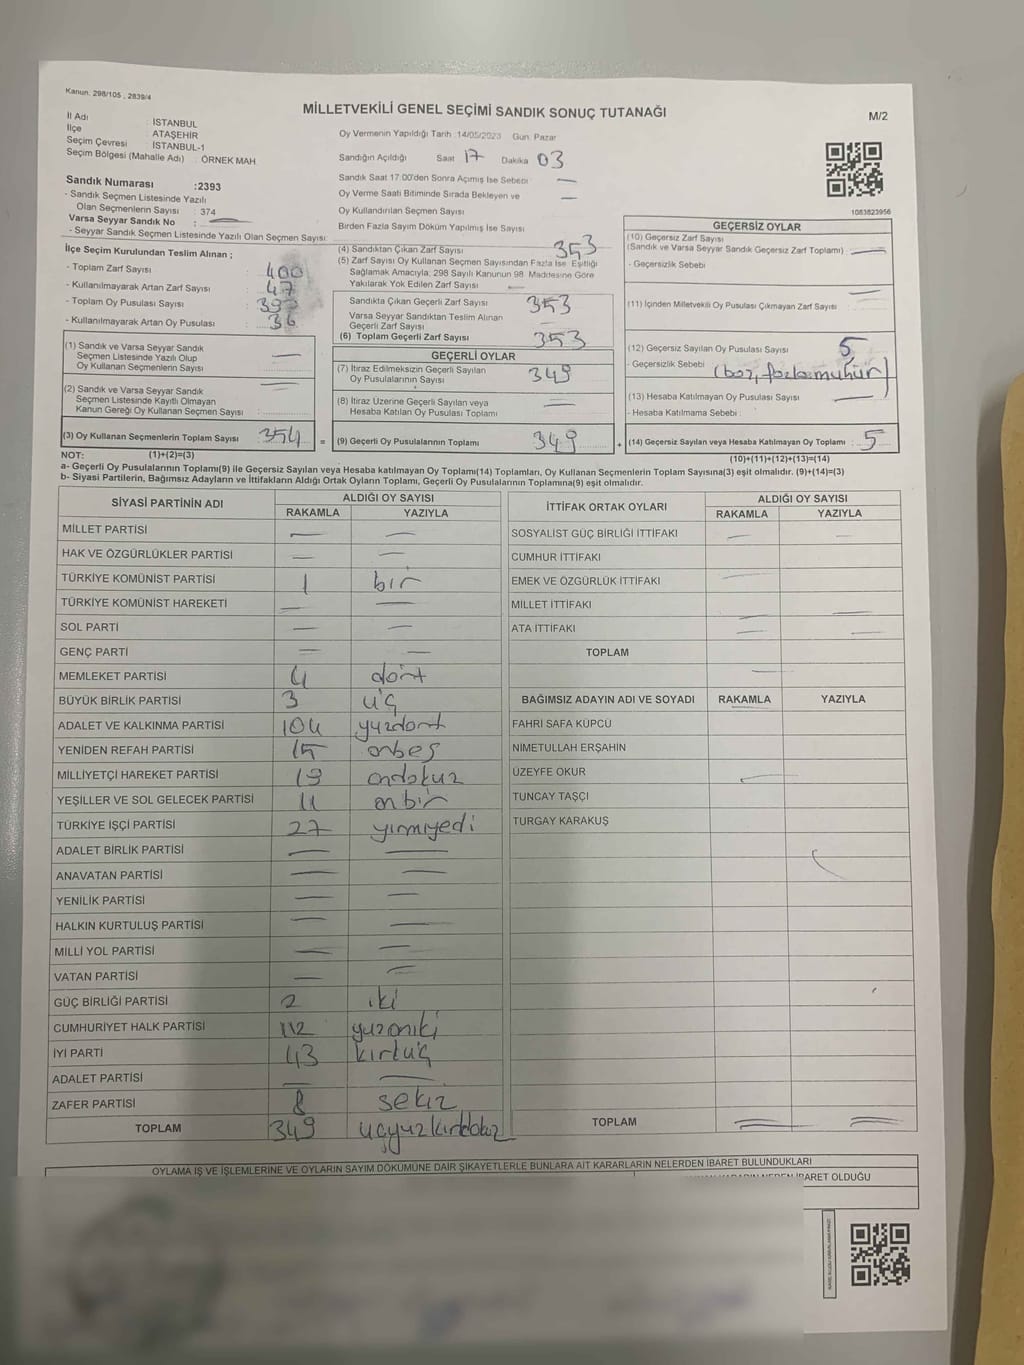 Kanun. 298/105 , 2839/4
MİLLETVEKİLİ GENEL SEÇİMİ SANDIK SONUÇ TUTANAĞI
M/2
İl Adı : İSTANBUL
İlçe : ATAŞEHİR
Seçim Çevresi : İSTANBUL-1
Seçim Bölgesi (Mahalle Adı) : ÖRNEK MAH
Oy Vermenin Yapıldığı Tarih :14/05/2023 Gün: Pazar
Sandığın Açıldığı Saat 17 Dakika 03
Sandık Saat 17:00'den Sonra Açımış İse Sebebi
Oy Verme Saati Bitiminde Sırada Bekleyen ve
Oy Kullandırılan Seçmen Sayısı
Birden Fazla Sayım Döküm Yapılmış İse Sayısı
1083823956
Sandık Numarası :2393
- Sandık Seçmen Listesinde Yazılı
Olan Seçmenlerin Sayısı : 374
Varsa Seyyar Sandık No :
- Seyyar Sandık Seçmen Listesinde Yazılı Olan Seçmen Sayısı:
İlçe Seçim Kurulundan Teslim Alınan ;
- Toplam Zarf Sayısı : 400
- Kullanılmayarak Artan Zarf Sayısı : 47
- Toplam Oy Pusulası Sayısı :
- Kullanılmayarak Artan Oy Pusulası : 36
(1) Sandık ve Varsa Seyyar Sandık
Seçmen Listesinde Yazılı Olup
Oy Kullanan Seçmenlerin Sayısı
(2) Sandık ve Varsa Seyyar Sandık
Seçmen Listesinde Kayıtlı Olmayan
Kanun Gereği Oy Kullanan Seçmen Sayısı
(3) Oy Kullanan Seçmenlerin Toplam Sayısı 354 =
(4) Sandıktan Çıkan Zarf Sayısı 353
(5) Zarf Sayısı Oy Kullanan Seçmen Sayısından Fazla İse Eşitliği
Sağlamak Amacıyla; 298 Sayılı Kanunun 98. Maddesine Göre
Yakılarak Yok Edilen Zarf Sayısı
Sandıkta Çıkan Geçerli Zarf Sayısı 353
Varsa Seyyar Sandıktan Teslim Alınan
Geçerli Zarf Sayısı
(6) Toplam Geçerli Zarf Sayısı 353
GEÇERLİ OYLAR
(7) İtiraz Edilmeksizin Geçerli Sayılan
Oy Pusulalarının Sayısı 349
(8) İtiraz Üzerine Geçerli Sayılan veya
Hesaba Katılan Oy Pusulası Toplamı
(9) Geçerli Oy Pusulalarının Toplamı 349 +
GEÇERSİZ OYLAR
(10) Geçersiz Zarf Sayısı
(Sandık ve Varsa Seyyar Sandık Geçersiz Zarf Toplamı) :
- Geçersizlik Sebebi
(11) İçinden Milletvekili Oy Pusulası Çıkmayan Zarf Sayısı :
(12) Geçersiz Sayılan Oy Pusulası Sayısı : 5
- Geçersizlik Sebebi (boş, fazla mühür)
(13) Hesaba Katılmayan Oy Pusulası Sayısı :
- Hesaba Katılmama Sebebi :
(14) Geçersiz Sayılan veya Hesaba Katılmayan Oy Toplamı : 5
NOT: (1)+(2)=(3)
(10)+(11)+(12)+(13)=(14)
a- Geçerli Oy Pusulalarının Toplamı(9) ile Geçersiz Sayılan veya Hesaba katılmayan Oy Toplamı(14) Toplamları, Oy Kullanan Seçmenlerin Toplam Sayısına(3) eşit olmalıdır. (9)+(14)=(3)
b- Siyasi Partilerin, Bağımsız Adayların ve İttifakların Aldığı Ortak Oyların Toplamı, Geçerli Oy Pusulalarının Toplamına(9) eşit olmalıdır.
SİYASİ PARTİNİN ADI
ALDIĞI OY SAYISI
RAKAMLA YAZIYLA
MİLLET PARTİSİ
HAK VE ÖZGÜRLÜKLER PARTİSİ
TÜRKİYE KOMÜNİST PARTİSİ 1 bir
TÜRKİYE KOMÜNİST HAREKETİ
SOL PARTİ
GENÇ PARTİ
MEMLEKET PARTİSİ 4 dört
BÜYÜK BİRLİK PARTİSİ 3 üç
ADALET VE KALKINMA PARTİSİ 104 yüzdört
YENİDEN REFAH PARTİSİ 15 onbeş
MİLLİYETÇİ HAREKET PARTİSİ 19 ondokuz
YEŞİLLER VE SOL GELECEK PARTİSİ 11 onbir
TÜRKİYE İŞÇİ PARTİSİ 27 yirmiyedi
ADALET BİRLİK PARTİSİ
ANAVATAN PARTİSİ
YENİLİK PARTİSİ
HALKIN KURTULUŞ PARTİSİ
MİLLİ YOL PARTİSİ
VATAN PARTİSİ
GÜÇ BİRLİĞİ PARTİSİ 2 iki
CUMHURİYET HALK PARTİSİ 112 yüzoniki
İYİ PARTİ 43 kırküç
ADALET PARTİSİ
ZAFER PARTİSİ 8 sekiz
TOPLAM 349 üçyüzkırkdokuz
İTTİFAK ORTAK OYLARI
ALDIĞI OY SAYISI
RAKAMLA YAZIYLA
SOSYALİST GÜÇ BİRLİĞİ İTTİFAKI
CUMHUR İTTİFAKI
EMEK VE ÖZGÜRLÜK İTTİFAKI
MİLLET İTTİFAKI
ATA İTTİFAKI
TOPLAM
BAĞIMSIZ ADAYIN ADI VE SOYADI RAKAMLA YAZIYLA
FAHRİ SAFA KÜPCÜ
NİMETULLAH ERŞAHİN
ÜZEYFE OKUR
TUNCAY TAŞÇI
TURGAY KARAKUŞ
TOPLAM
OYLAMA İŞ VE İŞLEMLERİNE VE OYLARIN SAYIM DÖKÜMÜNE DAİR ŞİKAYETLERLE BUNLARA AİT KARARLARIN NELERDEN İBARET BULUNDUKLARI
İBARET OLDUĞU